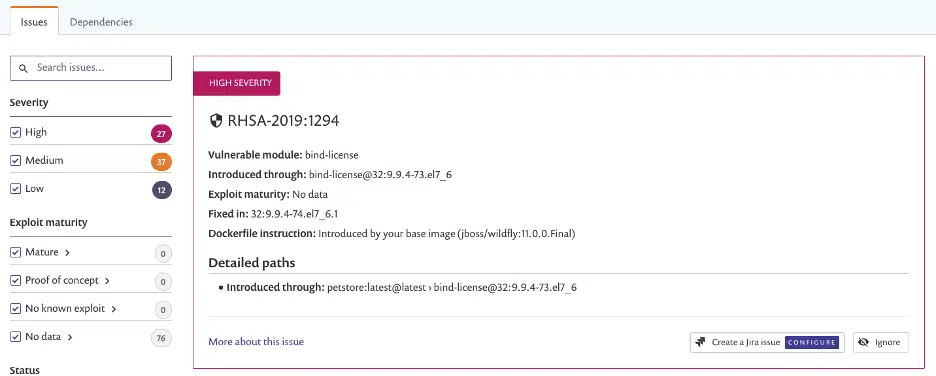 Issues
Dependencies
Search issues...
Severity
High 27
Medium 37
Low 12
Exploit maturity
Mature 0
Proof of concept 0
No known exploit 0
No data 76
Status
HIGH SEVERITY
RHSA-2019:1294
Vulnerable module: bind-license
Introduced through: bind-license@32:9.9.4-73.el7_6
Exploit maturity: No data
Fixed in: 32:9.9.4-74.el7_6.1
Dockerfile instruction: Introduced by your base image (jboss/wildfly:11.0.0.Final)
Detailed paths
• Introduced through: petstore:latest@latest › bind-license@32:9.9.4-73.el7_6
More about this issue
Create a Jira issue CONFIGURE
Ignore